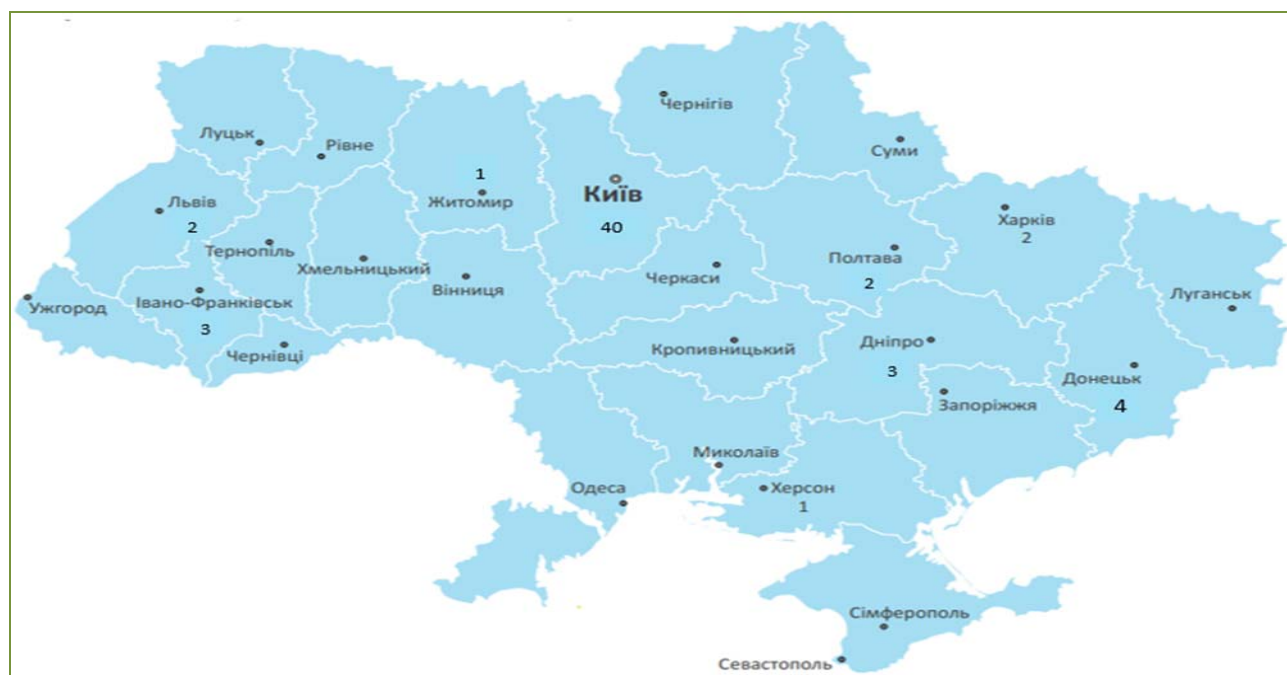 Чернігів
Луцьк
Рівне
Суми
1
Житомир
Київ
40
Львів
2
Харків
2
Тернопіль
Хмельницький
Вінниця
Черкаси
Полтава
2
Ужгород
Івано-Франківськ
3
Луганськ
Чернівці
Кропивницький
Дніпро
3
Донецьк
4
Запоріжжя
Миколаїв
Одеса
Херсон
1
Сімферополь
Севастополь